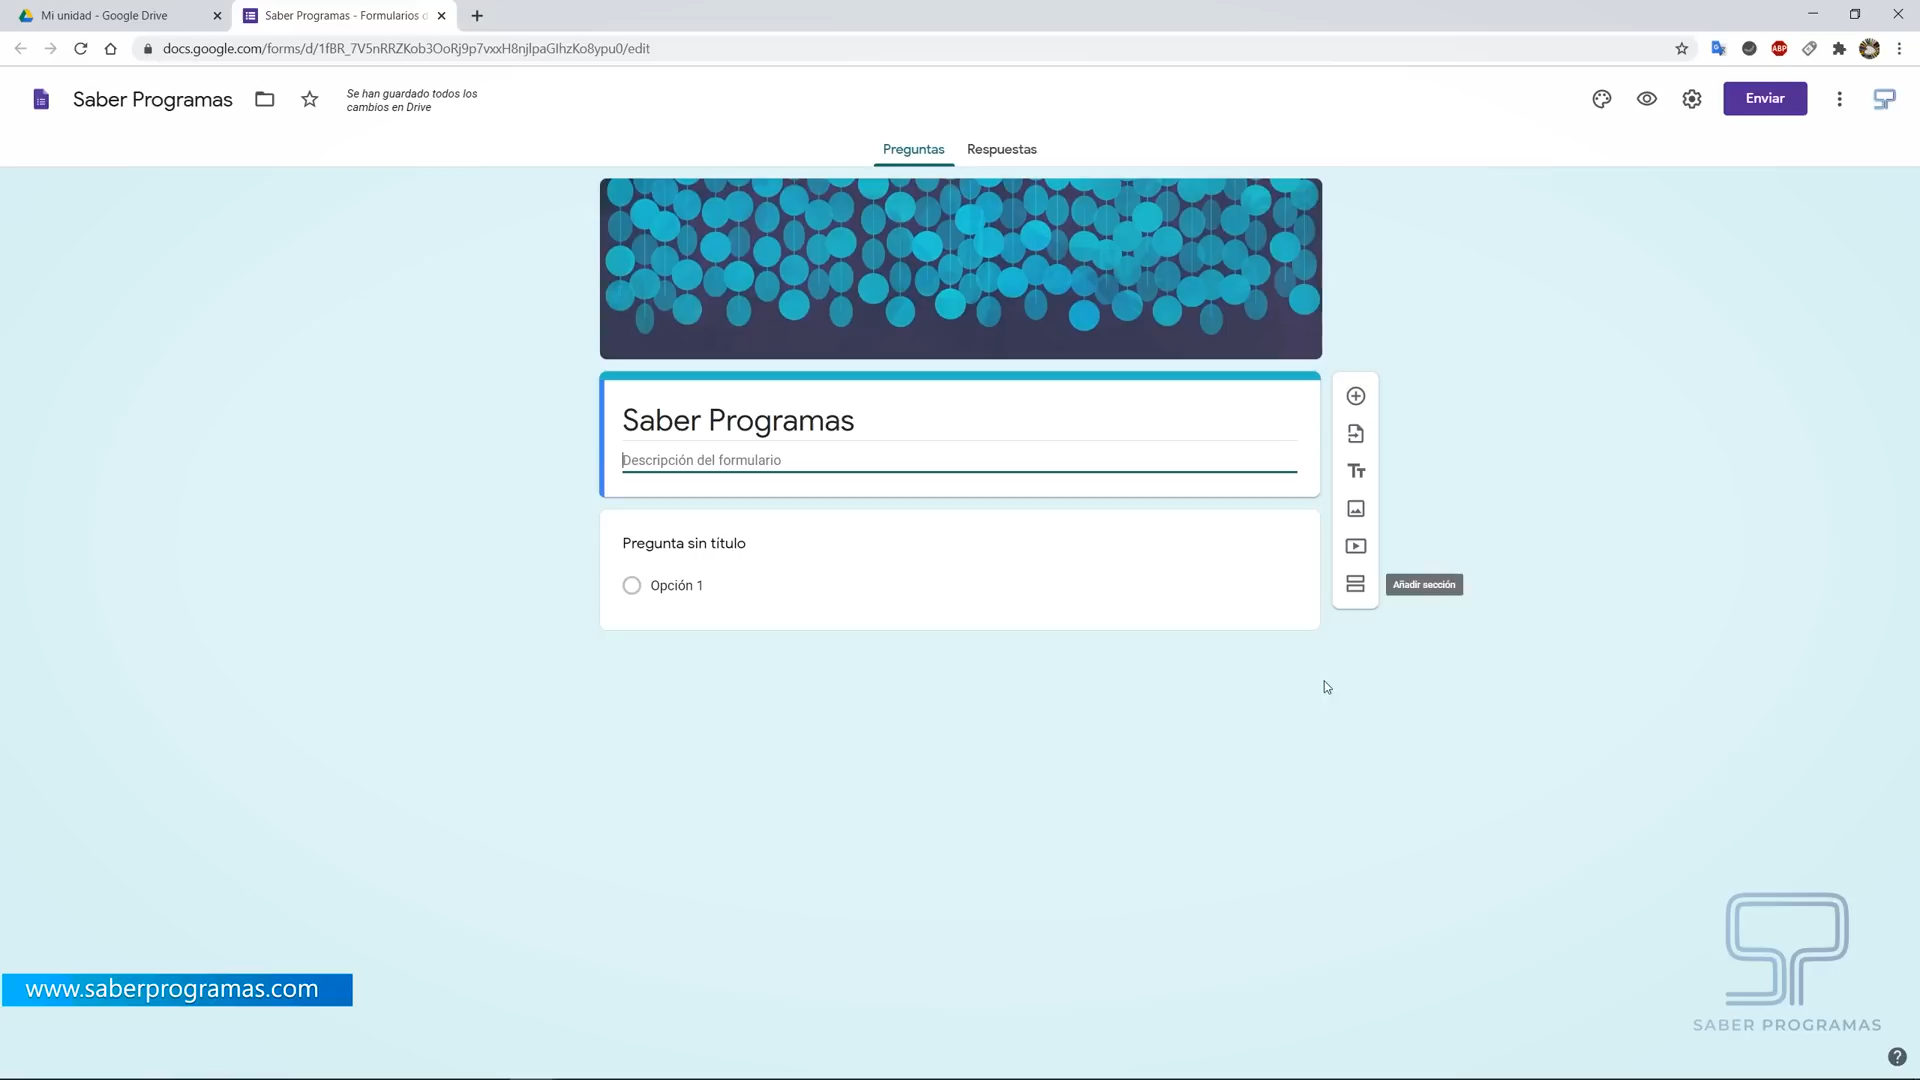 Mi unidad - Google Drive
Saber Programas - Formularios d
docs.google.com/forms/d/1fBR_7V5nRRZKob3OoRj9p7vxxH8njlpaGlhzKo8ypu0/edit
ABP
Saber Programas
Se han guardado todos los
cambios en Drive
Enviar
Preguntas
Respuestas
Saber Programas
Descripción del formulario
Pregunta sin título
Opción 1
Añadir sección
www.saberprogramas.com
SABER PROGRAMAS